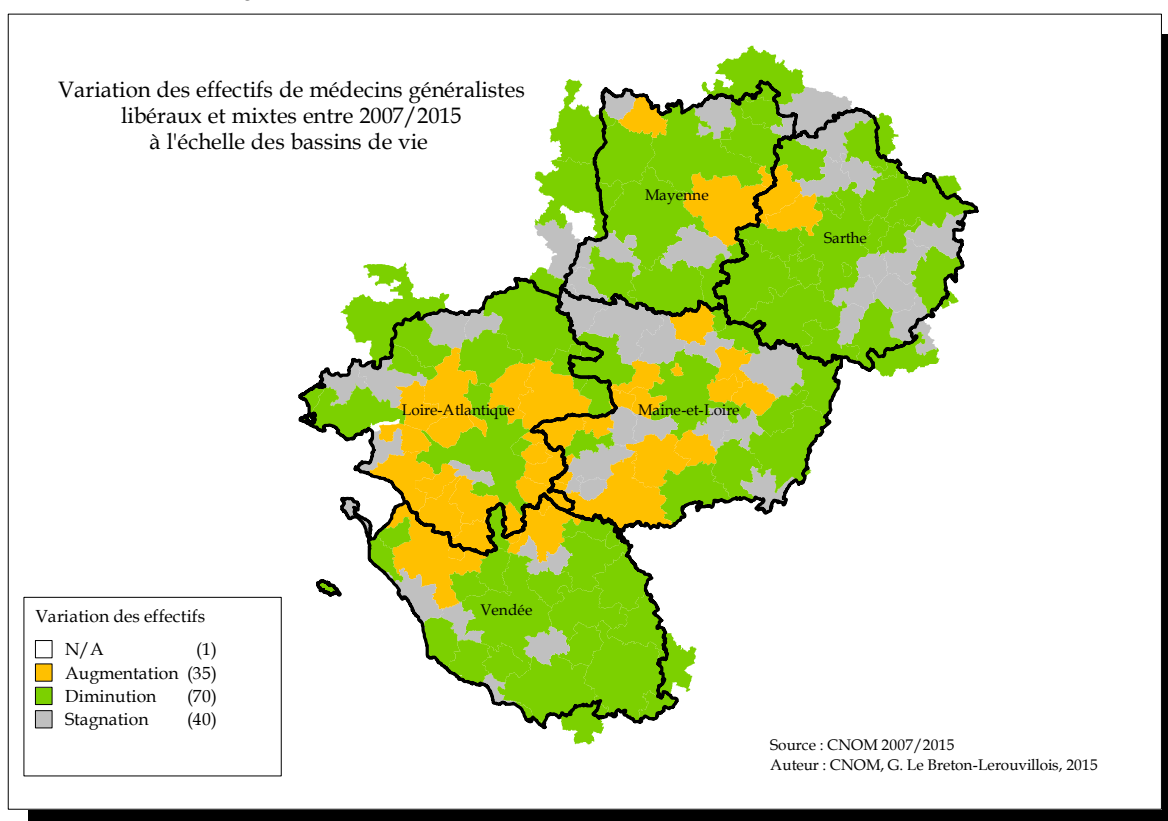 Variation des effectifs de médecins généralistes
libéraux et mixtes entre 2007/2015
à l'échelle des bassins de vie
Mayenne
Sarthe
Loire-Atlantique
Maine-et-Loire
Vendée
Variation des effectifs
N/A (1)
Augmentation (35)
Diminution (70)
Stagnation (40)
Source : CNOM 2007/2015
Auteur : CNOM, G. Le Breton-Lerouvillois, 2015